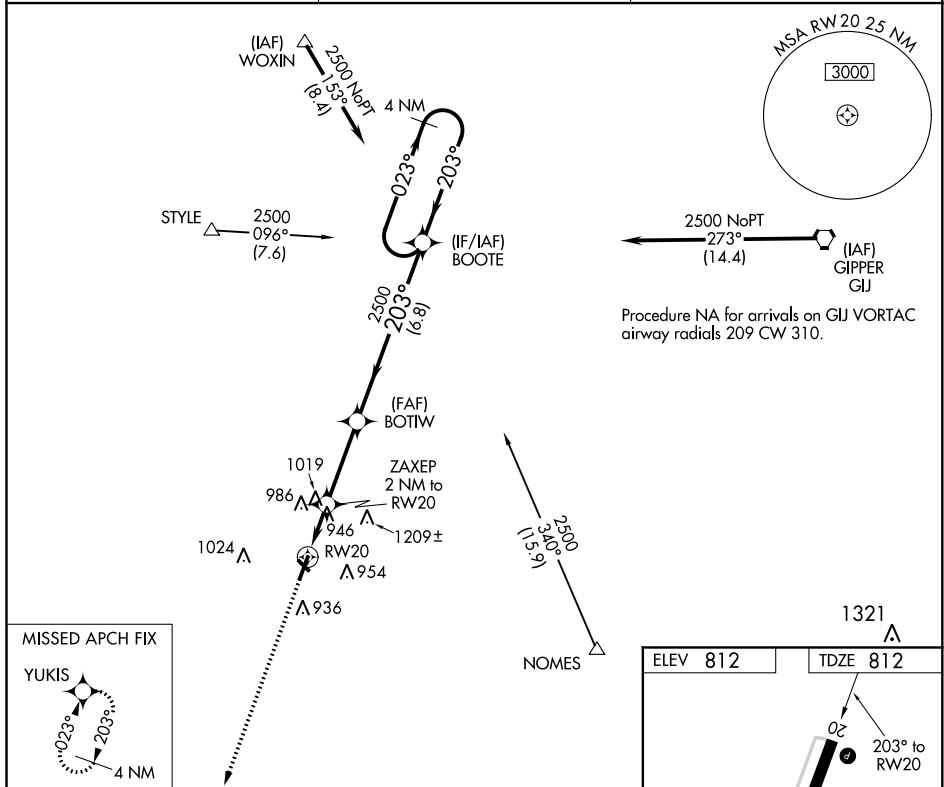 (IAF)
WOXIN
2500 NoPT
153°
(8.4)
4 NM
023°
203°
MSA RW20 25 NM
3000
STYLE
2500
096°
(7.6)
(IF/IAF)
BOOTE
2500 NoPT
273°
(14.4)
(IAF)
GIPPER
GIJ
Procedure NA for arrivals on GIJ VORTAC
airway radials 209 CW 310.
2500
203°
(6.8)
(FAF)
BOTIW
1019
986
ZAXEP
2 NM to
RW20
946
1209±
1024
RW20
954
936
2500
340°
(15.9)
NOMES
1321
MISSED APCH FIX
YUKIS
023°
203°
4 NM
ELEV 812
TDZE 812
20
P
203° to
RW20